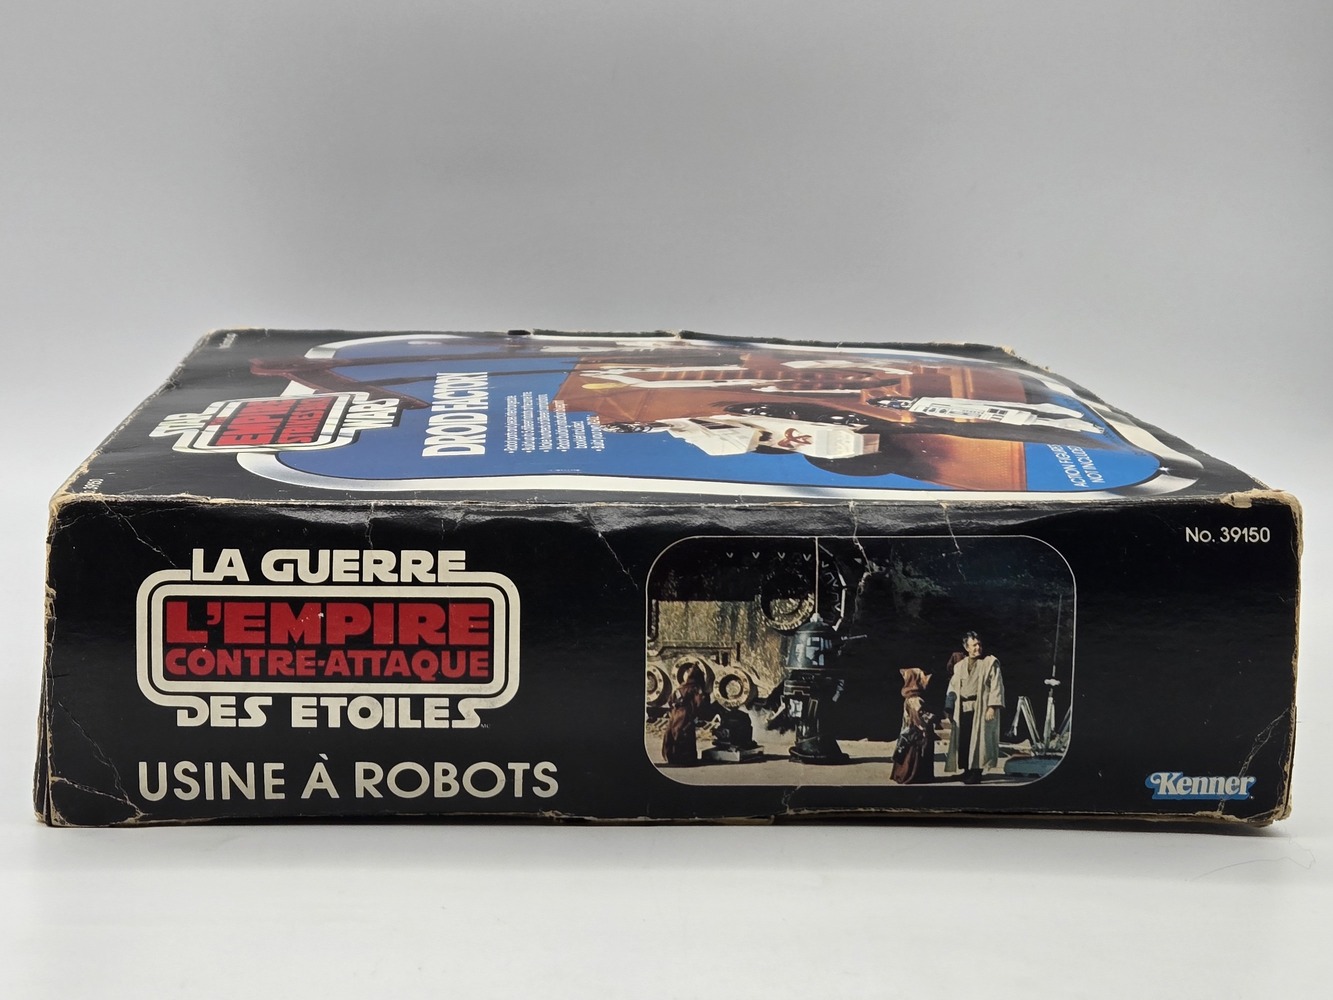 STAR
EMPIRE
STRIKES BACK
WARS
DROID FACTORY
ACTION FIGURES
NOT INCLUDED
No. 39150
LA GUERRE
L'EMPIRE
CONTRE-ATTAQUE
DES ETOILES
USINE À ROBOTS
Kenner